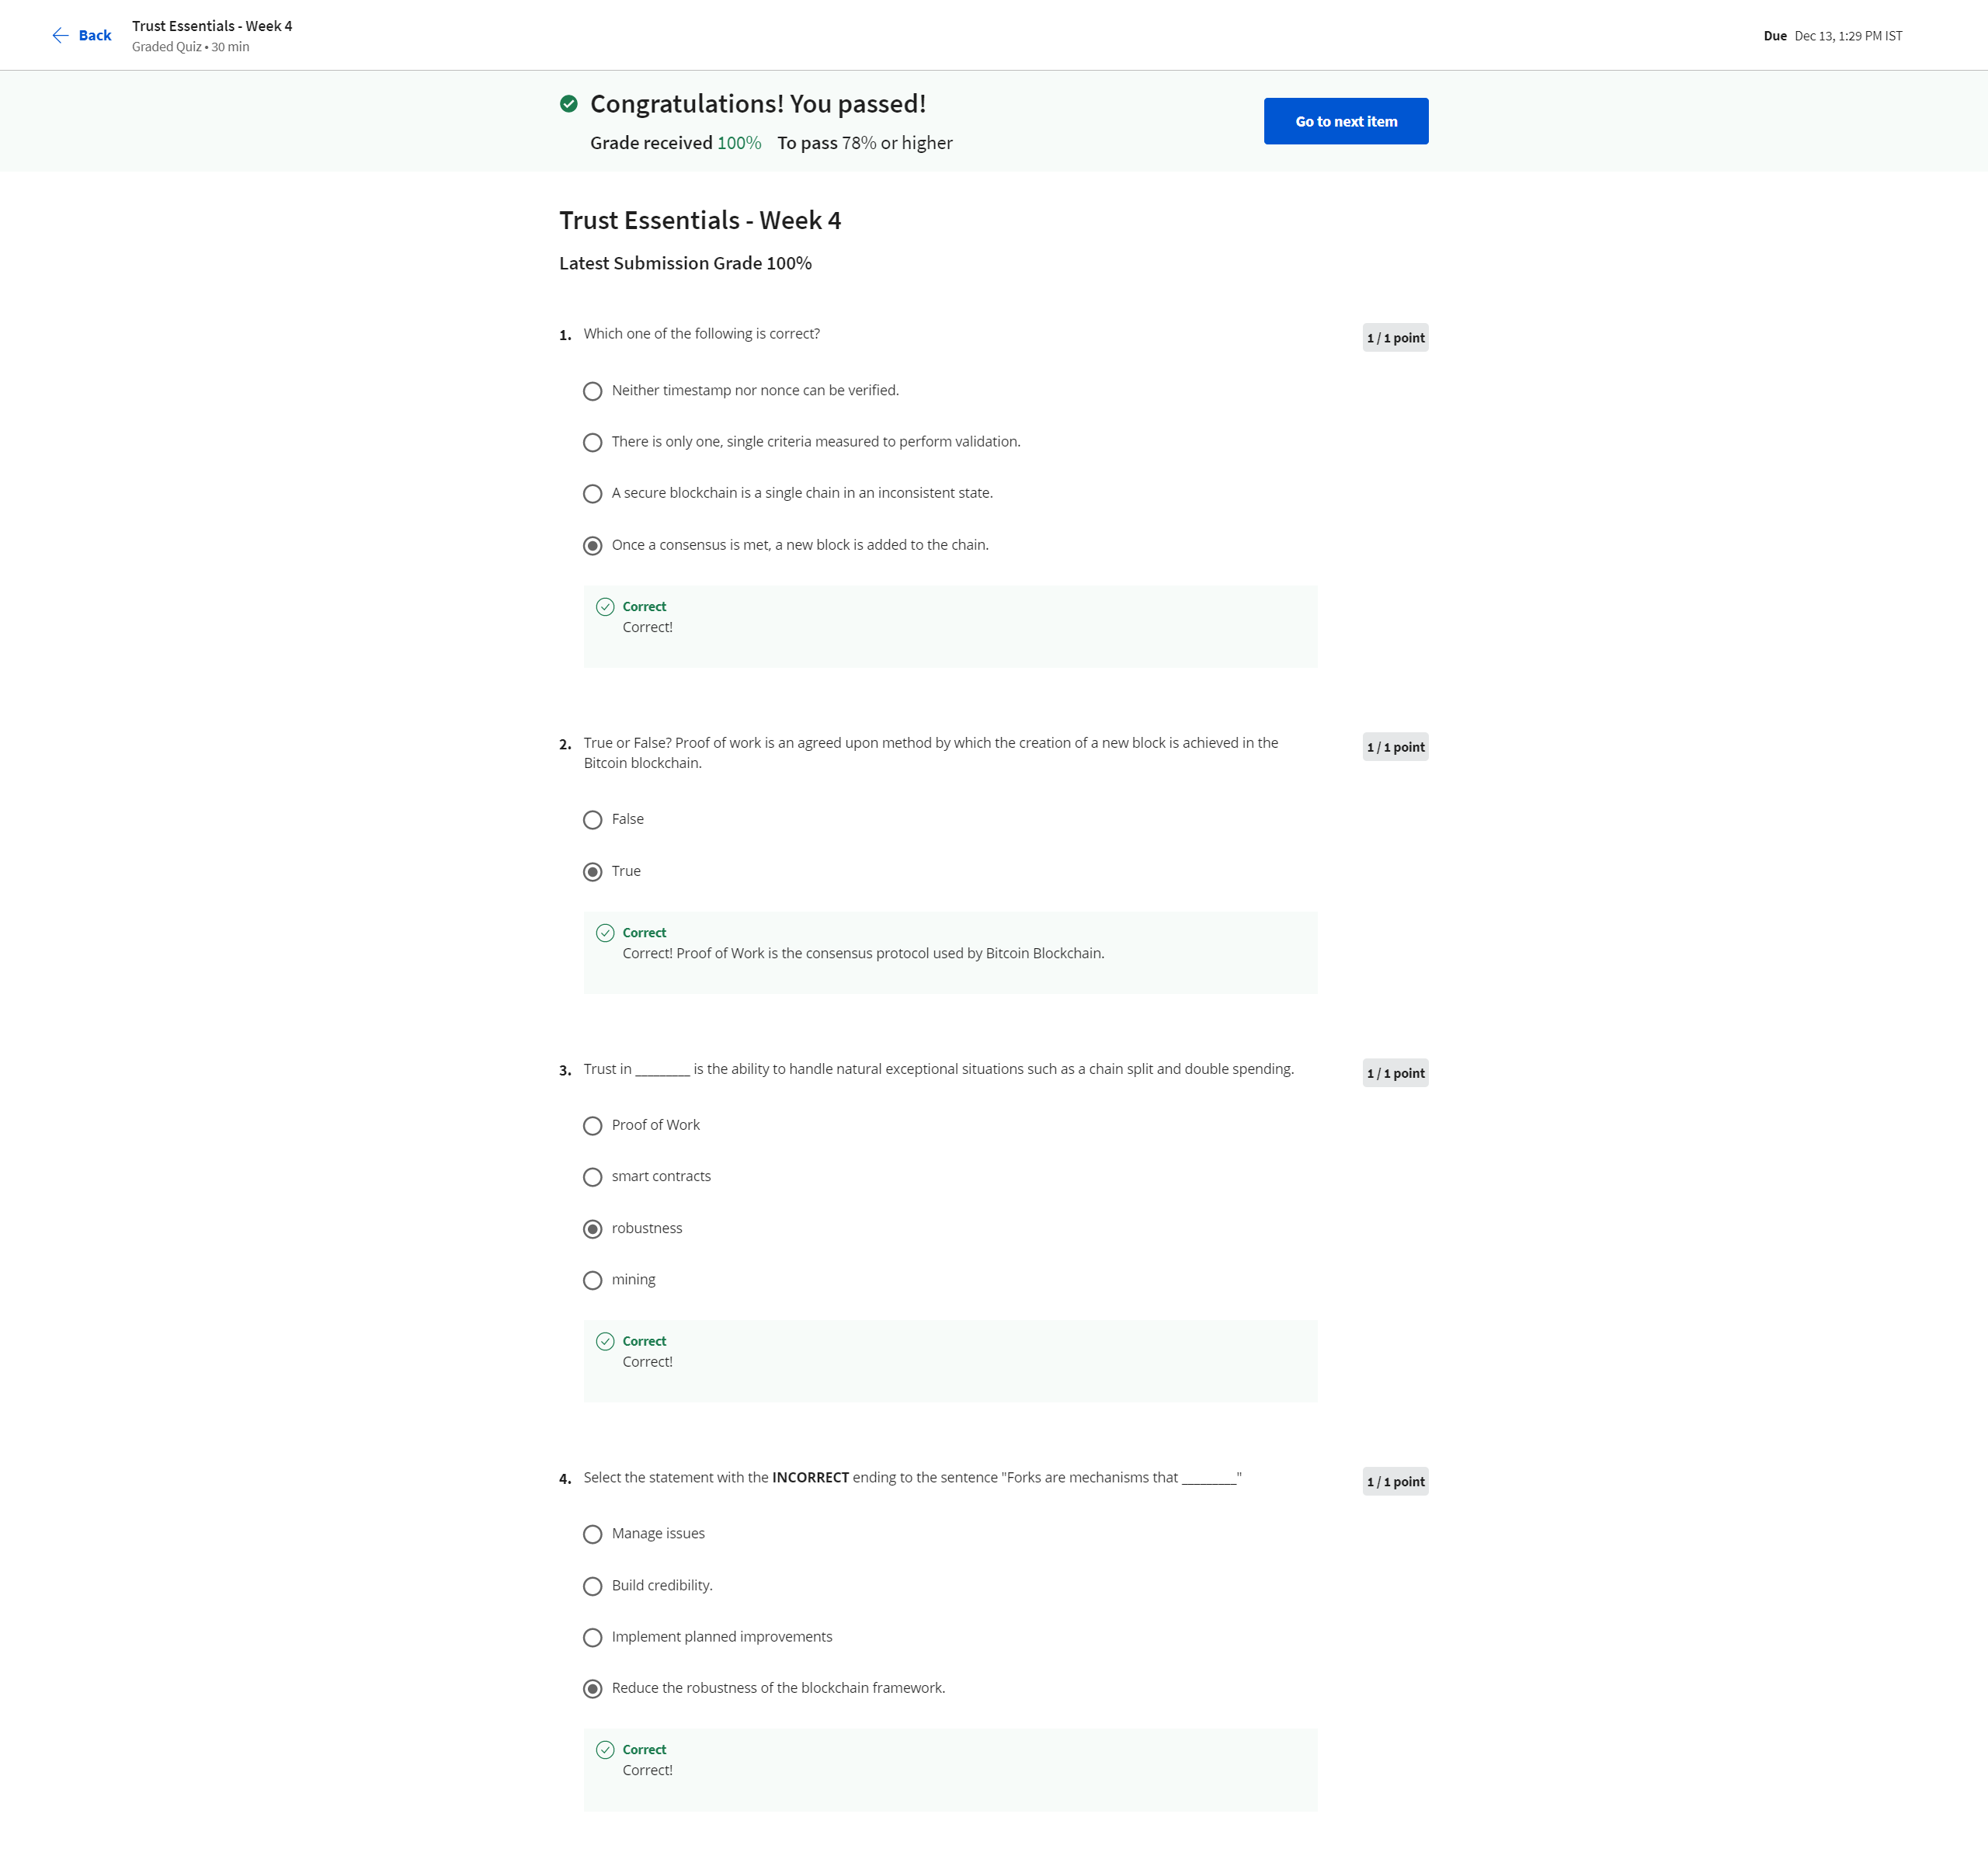 Back
Trust Essentials - Week 4
Graded Quiz • 30 min
Due Dec 13, 1:29 PM IST
Congratulations! You passed!
Grade received 100% To pass 78% or higher
Go to next item
Trust Essentials - Week 4
Latest Submission Grade 100%
1. Which one of the following is correct?
1 / 1 point
Neither timestamp nor nonce can be verified.
There is only one, single criteria measured to perform validation.
A secure blockchain is a single chain in an inconsistent state.
Once a consensus is met, a new block is added to the chain.
Correct
Correct!
2. True or False? Proof of work is an agreed upon method by which the creation of a new block is achieved in the
Bitcoin blockchain.
1 / 1 point
False
True
Correct
Correct! Proof of Work is the consensus protocol used by Bitcoin Blockchain.
3. Trust in _________ is the ability to handle natural exceptional situations such as a chain split and double spending.
1 / 1 point
Proof of Work
smart contracts
robustness
mining
Correct
Correct!
4. Select the statement with the INCORRECT ending to the sentence "Forks are mechanisms that _________"
1 / 1 point
Manage issues
Build credibility.
Implement planned improvements
Reduce the robustness of the blockchain framework.
Correct
Correct!